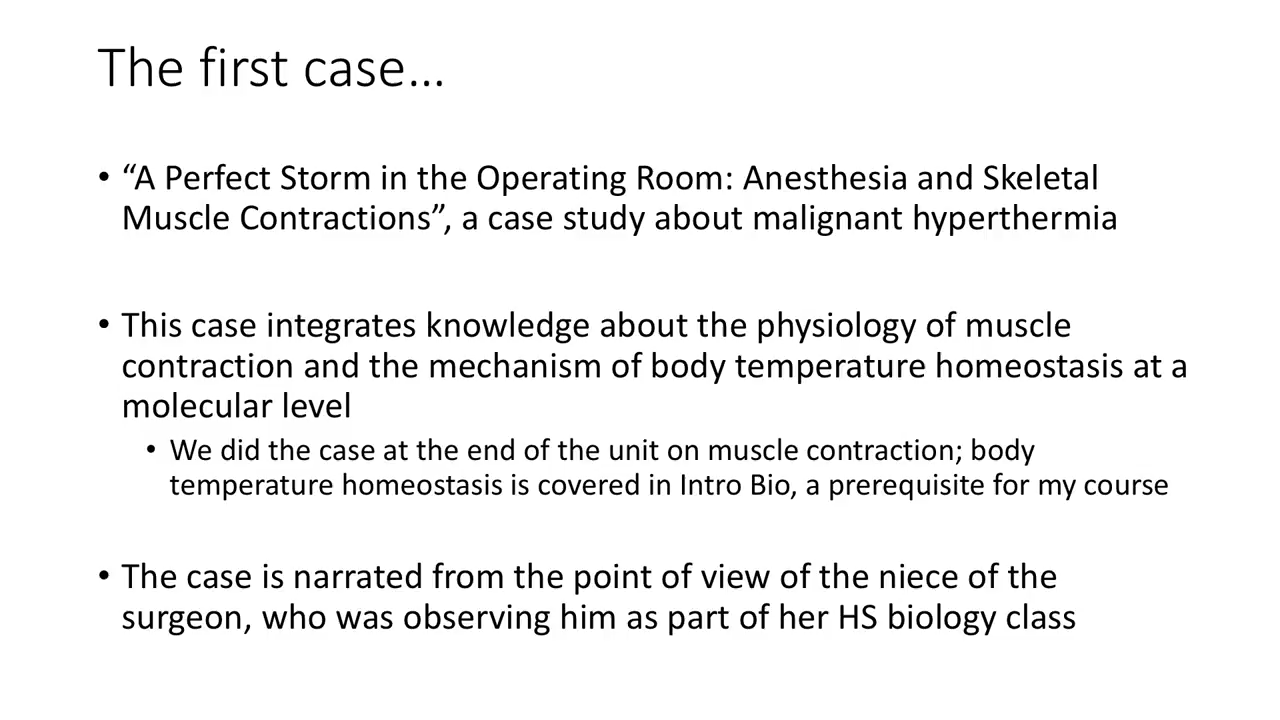 The first case…
• “A Perfect Storm in the Operating Room: Anesthesia and Skeletal
Muscle Contractions”, a case study about malignant hyperthermia
• This case integrates knowledge about the physiology of muscle
contraction and the mechanism of body temperature homeostasis at a
molecular level
• We did the case at the end of the unit on muscle contraction; body
temperature homeostasis is covered in Intro Bio, a prerequisite for my course
• The case is narrated from the point of view of the niece of the
surgeon, who was observing him as part of her HS biology class